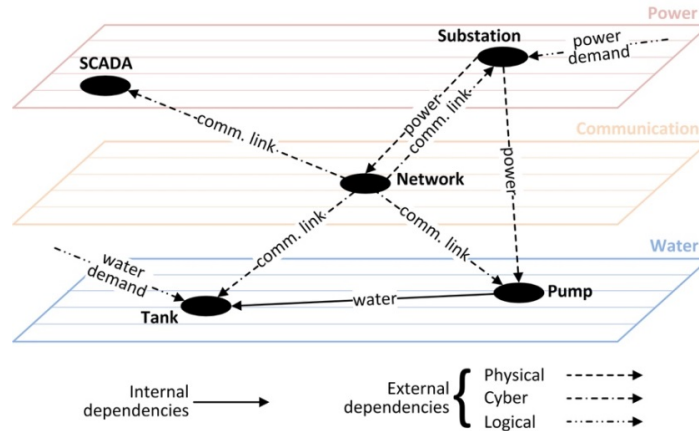 Power
Substation
power
demand
SCADA
power
comm. link
comm. link
Communication
power
Network
comm. link
comm. link
Water
water
demand
water
Pump
Tank
Internal
dependencies
External
dependencies
Physical
Cyber
Logical